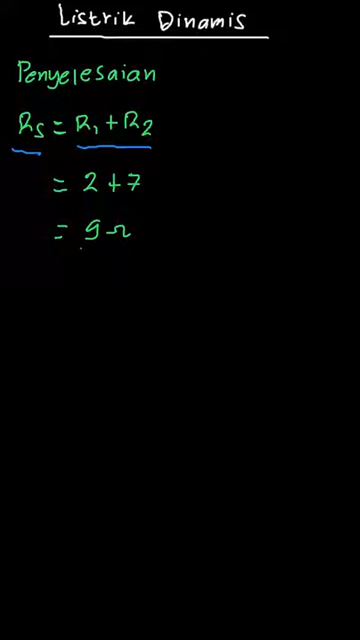 Listrik Dinamis
Penyelesaian
Rs = R1 + R2
= 2 + 7
= 9 Ω